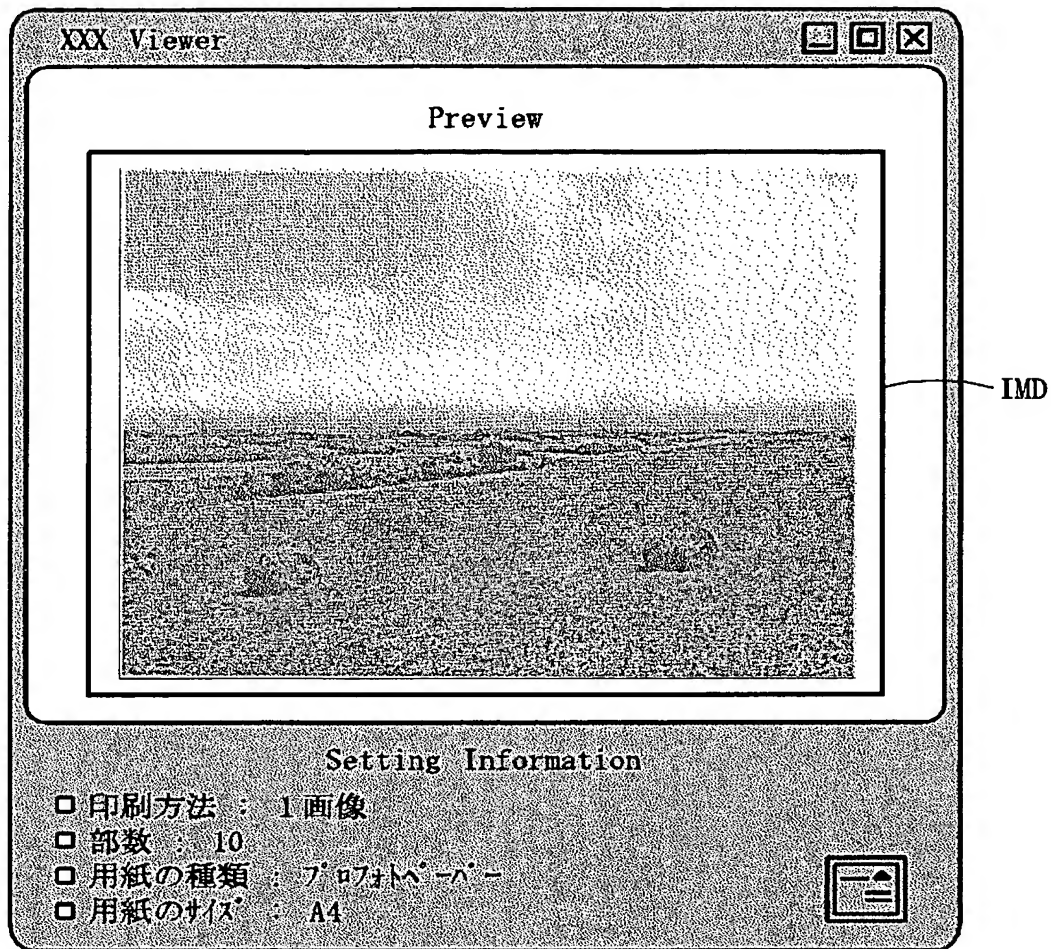 XXX Viewer
Preview
IMD
Setting Information
印刷方法 : 1画像
部数 : 10
用紙の種類 : プロフォトペーパー
用紙のサイズ : A4